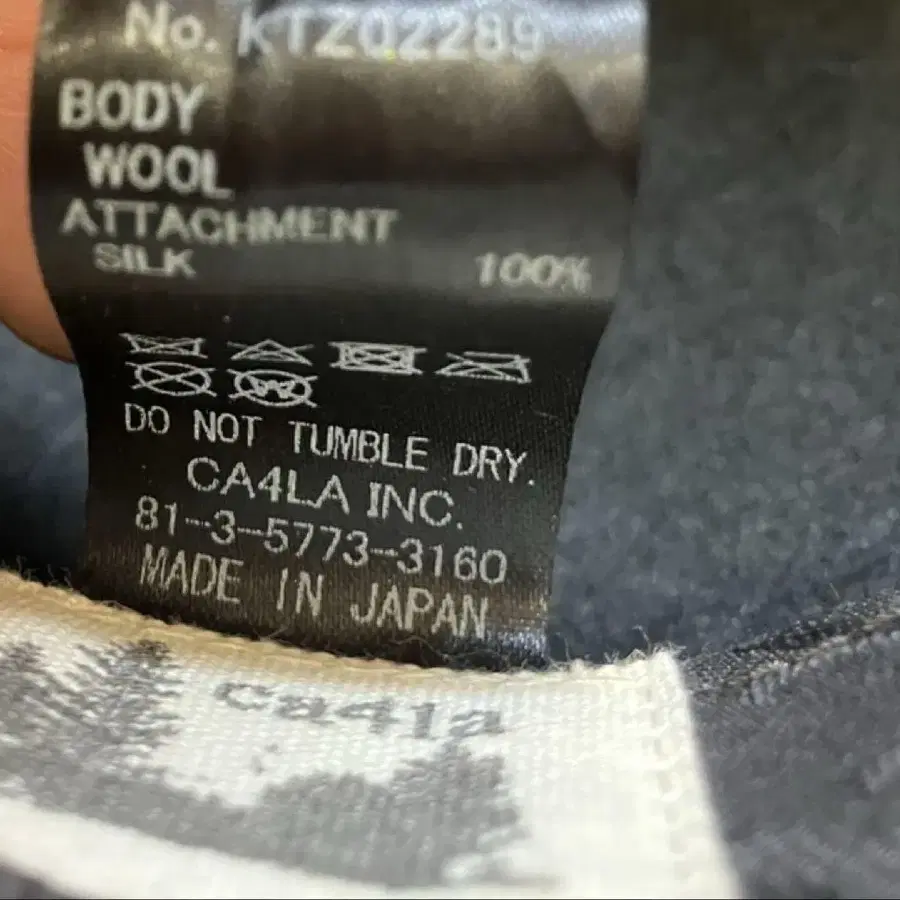 No. KTZ02289
BODY
WOOL
ATTACHMENT
SILK 100%
DO NOT TUMBLE DRY.
CA4LA INC.
81-3-5773-3160
MADE IN JAPAN
ca4la